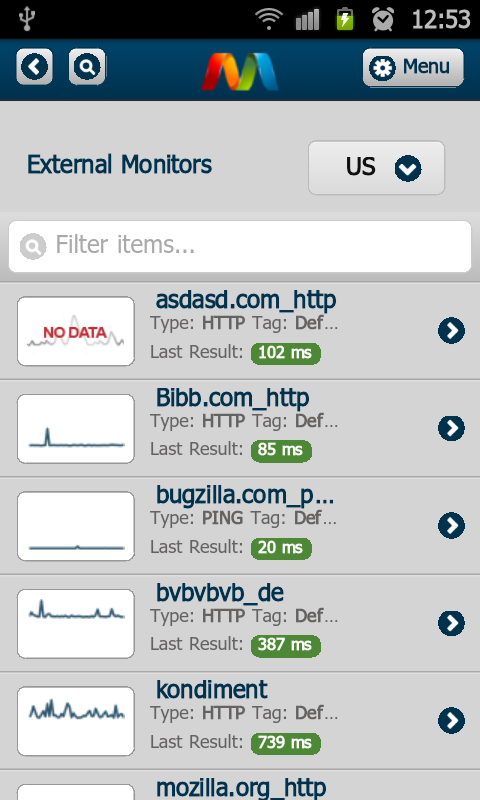 12:53
Menu
External Monitors
US
Filter items...
NO DATA
asdasd.com_http
Type: HTTP Tag: Def...
Last Result: 102 ms
Bibb.com_http
Type: HTTP Tag: Def...
Last Result: 85 ms
bugzilla.com_p...
Type: PING Tag: Def...
Last Result: 20 ms
bvbvbvb_de
Type: HTTP Tag: Def...
Last Result: 387 ms
kondiment
Type: HTTP Tag: Def...
Last Result: 739 ms
mozilla.org_http